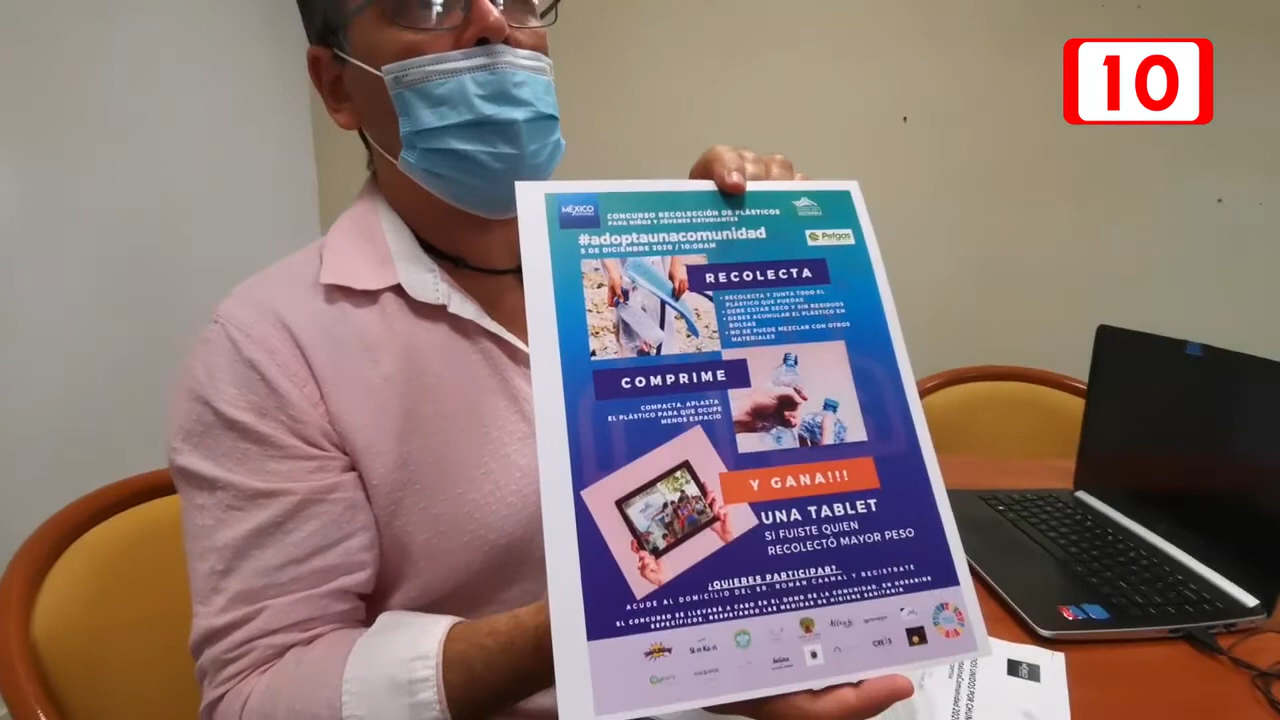 10
MÉXICO
CONCURSO RECOLECCIÓN DE PLÁSTICOS
PARA NIÑOS Y JÓVENES ESTUDIANTES
#adoptaunacomunidad
5 DE DICIEMBRE 2020 / 10:00AM
Petgas
RECOLECTA
• RECOLECTA Y JUNTA TODO EL
PLÁSTICO QUE PUEDAS
• DEBE ESTAR SECO Y SIN RESIDUOS
• DEBES ACUMULAR EL PLÁSTICO EN
BOLSAS
• NO SE PUEDE MEZCLAR CON OTROS
MATERIALES
COMPRIME
COMPACTA, APLASTA
EL PLÁSTICO PARA QUE OCUPE
MENOS ESPACIO
Y GANA!!!
UNA TABLET
SI FUISTE QUIEN
RECOLECTÓ MAYOR PESO
¿QUIERES PARTICIPAR?
ACUDE AL DOMICILIO DEL SR. ROMÁN CAAMAL Y REGISTRATE
EL CONCURSO SE LLEVARÁ A CABO EN EL DOMO DE LA COMUNIDAD, EN HORARIOS
ESPECÍFICOS, RESPETANDO LAS MEDIDAS DE HIGIENE SANITARIA
Selina
MÉXICO